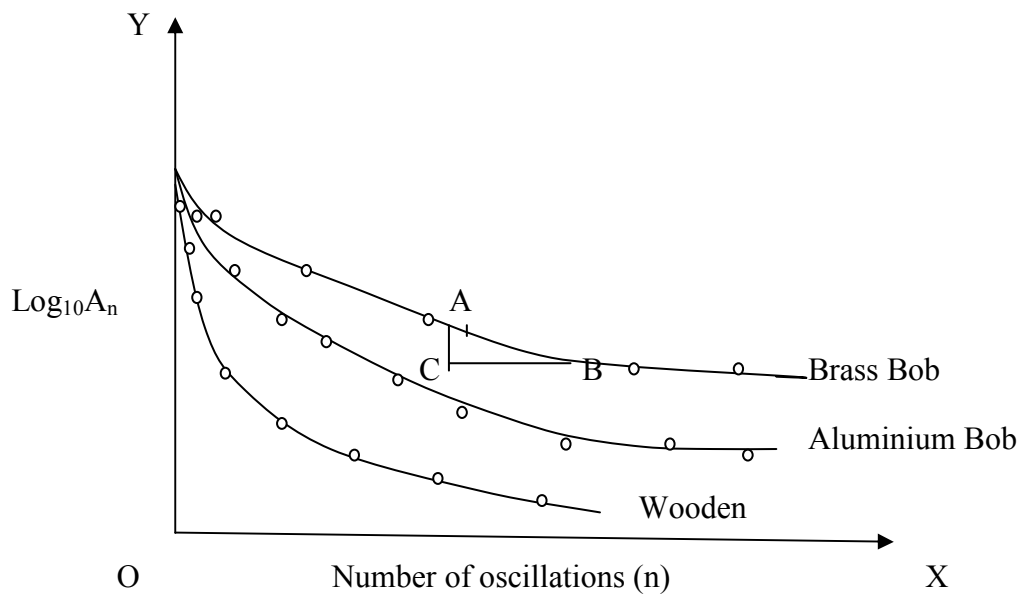 Y
Log₁₀Aₙ
A
C
B
Brass Bob
Aluminium Bob
Wooden
O
Number of oscillations (n)
X